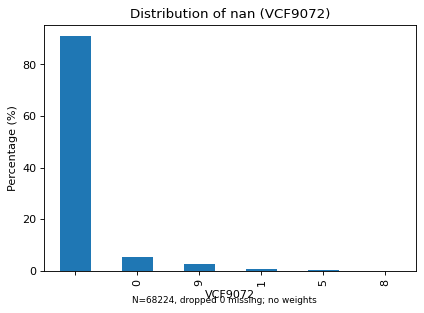 Distribution of nan (VCF9072)
Percentage (%)
80
60
40
20
0
0
9
1
5
8
VCF9072
N=68224, dropped 0 missing; no weights